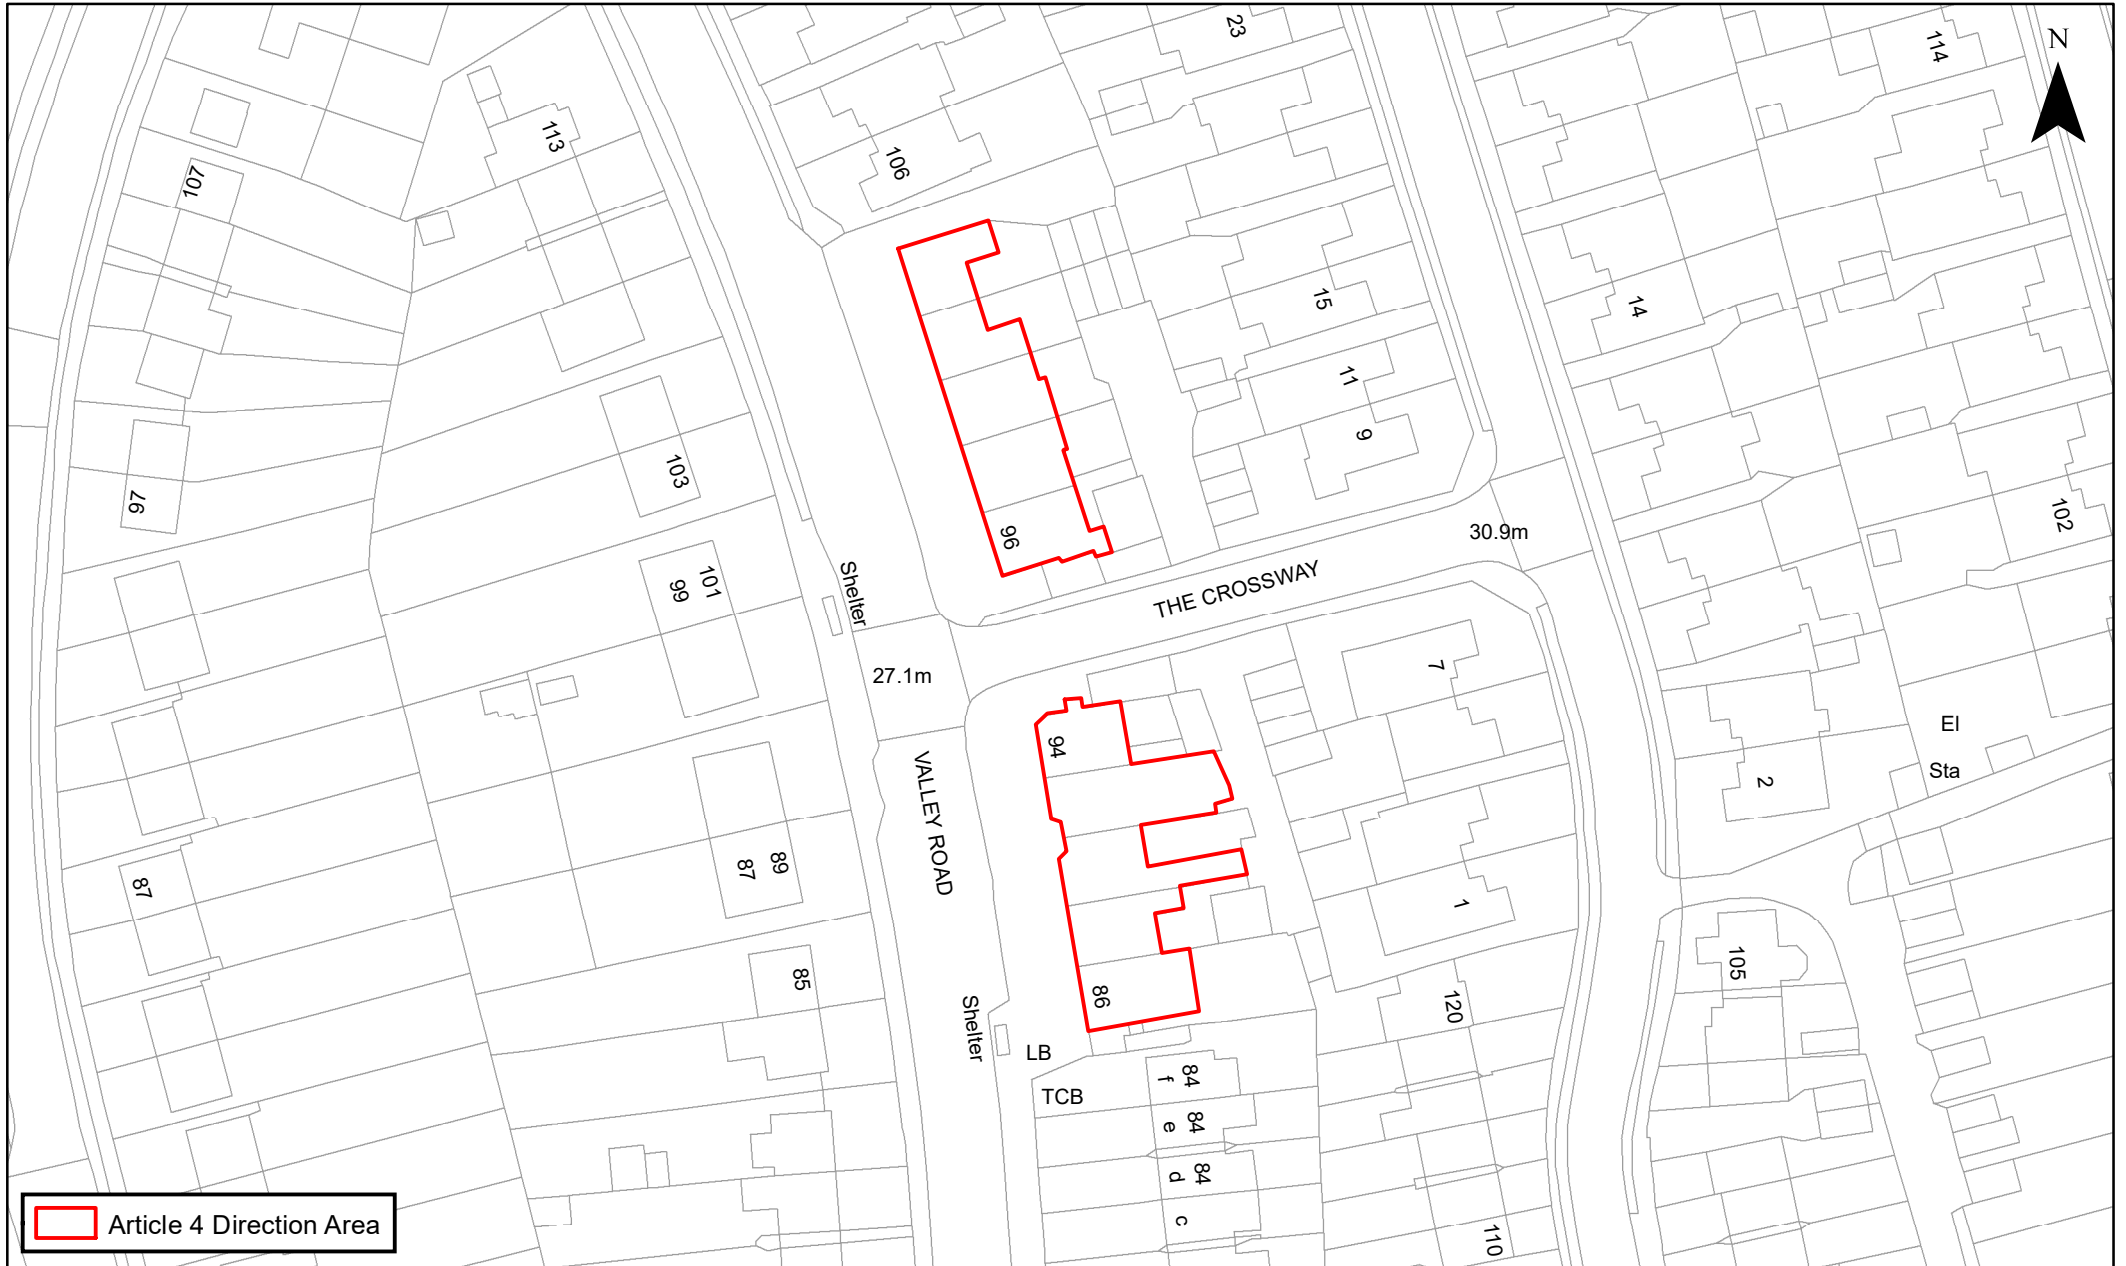 23
114
N
113
107
106
15
14
11
9
103
97
102
96
30.9m
Shelter
101
99
THE CROSSWAY
7
27.1m
94
El
Sta
2
VALLEY ROAD
89
87
87
1
105
85
86
120
Shelter
LB
TCB
84
f
84
e
84
d
c
110
Article 4 Direction Area